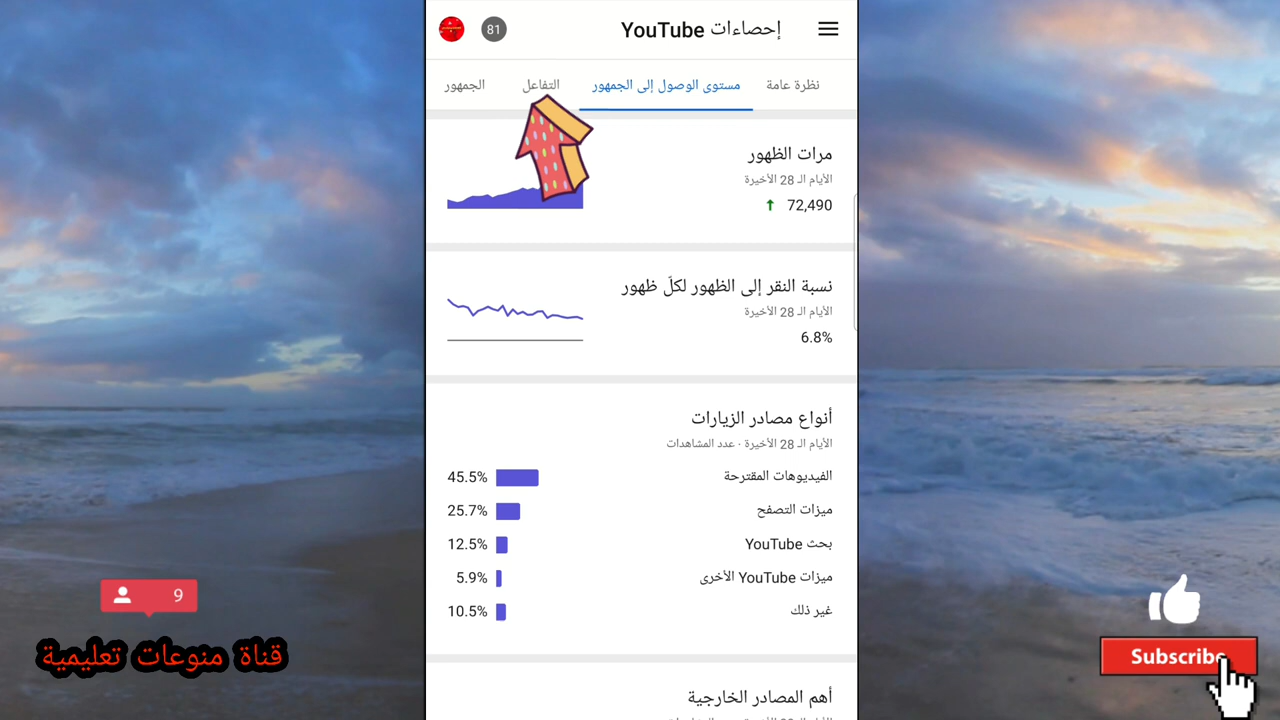 إحصاءات YouTube
81
نظرة عامة
مستوى الوصول إلى الجمهور
التفاعل
الجمهور
مرات الظهور
الأيام الـ 28 الأخيرة
72,490
نسبة النقر إلى الظهور لكلّ ظهور
الأيام الـ 28 الأخيرة
6.8%
أنواع مصادر الزيارات
الأيام الـ 28 الأخيرة · عدد المشاهدات
الفيديوهات المقترحة 45.5%
ميزات التصفح 25.7%
بحث YouTube 12.5%
ميزات YouTube الأخرى 5.9%
غير ذلك 10.5%
أهم المصادر الخارجية
9
قناة منوعات تعليمية
Subscribe